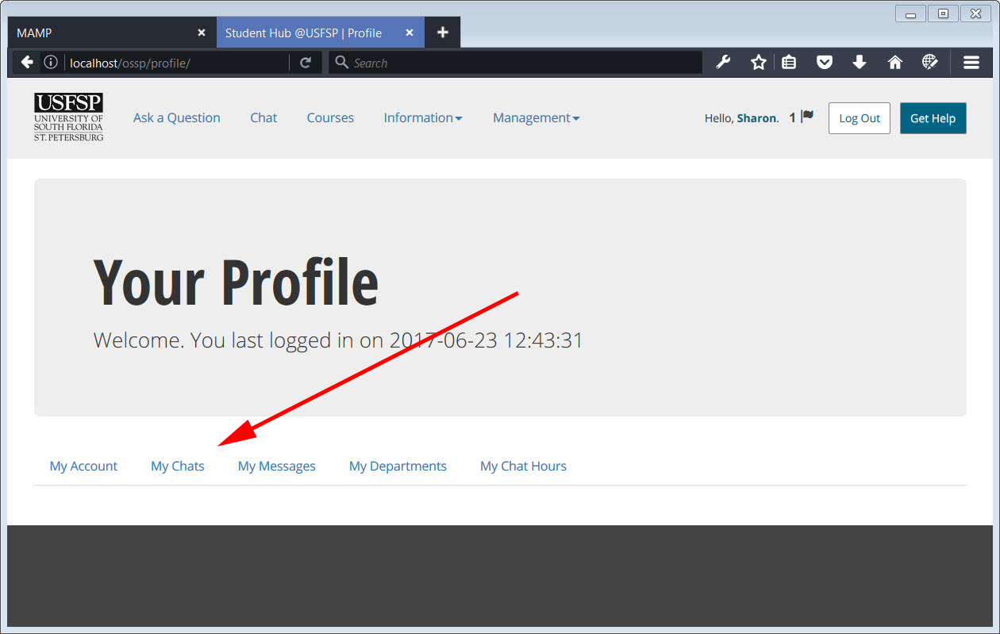 MAMP
Student Hub @USFSP | Profile
localhost/ossp/profile/
Search
USFSP
UNIVERSITY OF
SOUTH FLORIDA
ST. PETERSBURG
Ask a Question Chat Courses Information Management
Hello, Sharon. 1 Log Out Get Help
Your Profile
Welcome. You last logged in on 2017-06-23 12:43:31
My Account My Chats My Messages My Departments My Chat Hours